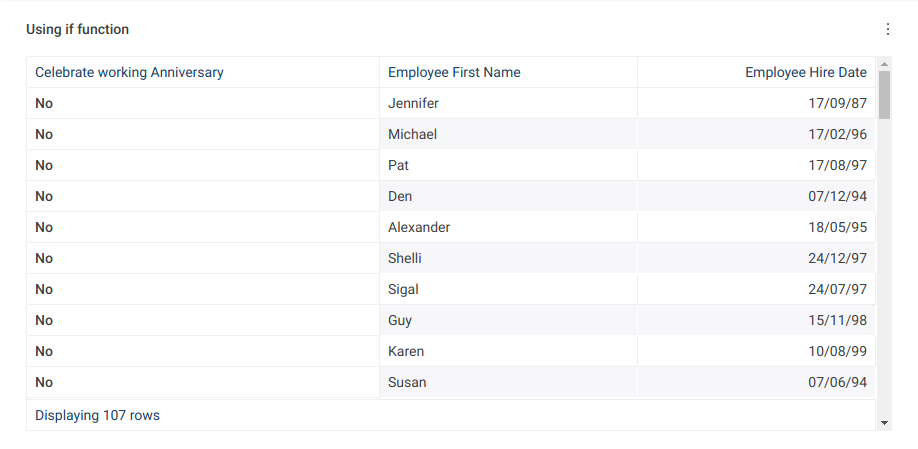 Using if function
Celebrate working Anniversary Employee First Name Employee Hire Date
No Jennifer 17/09/87
No Michael 17/02/96
No Pat 17/08/97
No Den 07/12/94
No Alexander 18/05/95
No Shelli 24/12/97
No Sigal 24/07/97
No Guy 15/11/98
No Karen 10/08/99
No Susan 07/06/94
Displaying 107 rows